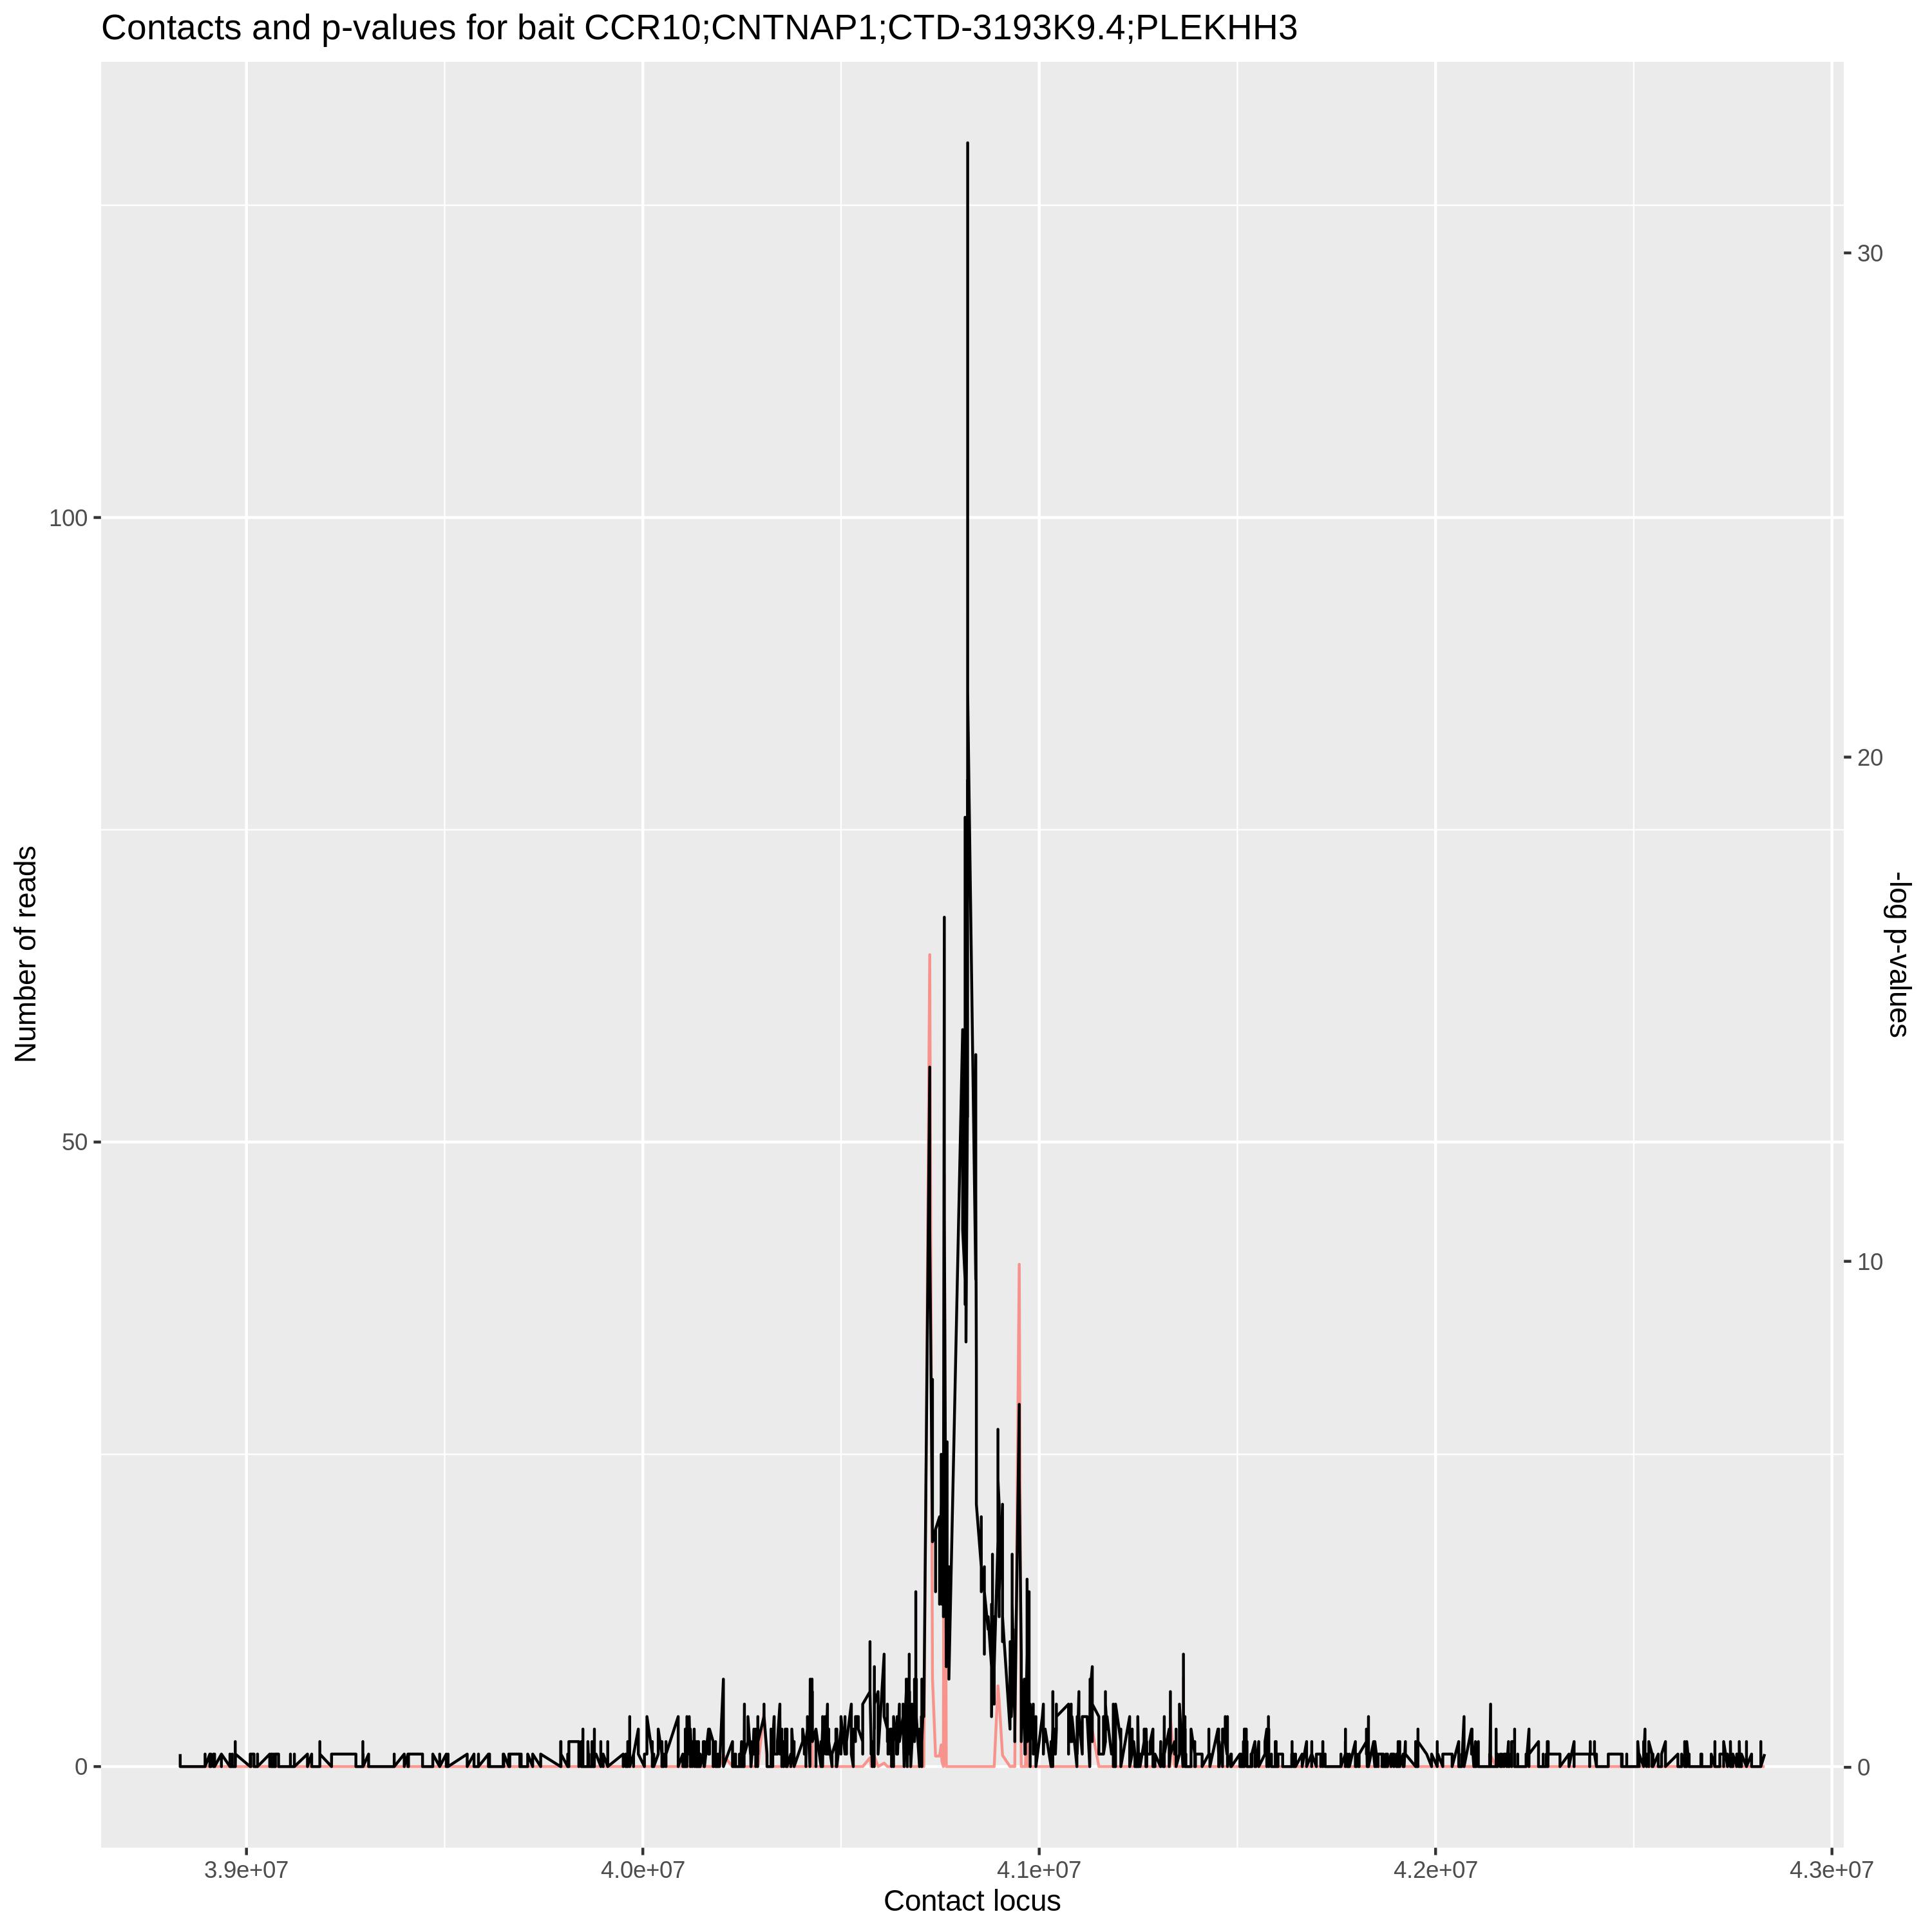 Contacts and p-values for bait CCR10;CNTNAP1;CTD-3193K9.4;PLEKHH3
30
100
20
Number of reads
-log p-values
50
10
0
0
3.9e+07
4.0e+07
4.1e+07
4.2e+07
4.3e+07
Contact locus